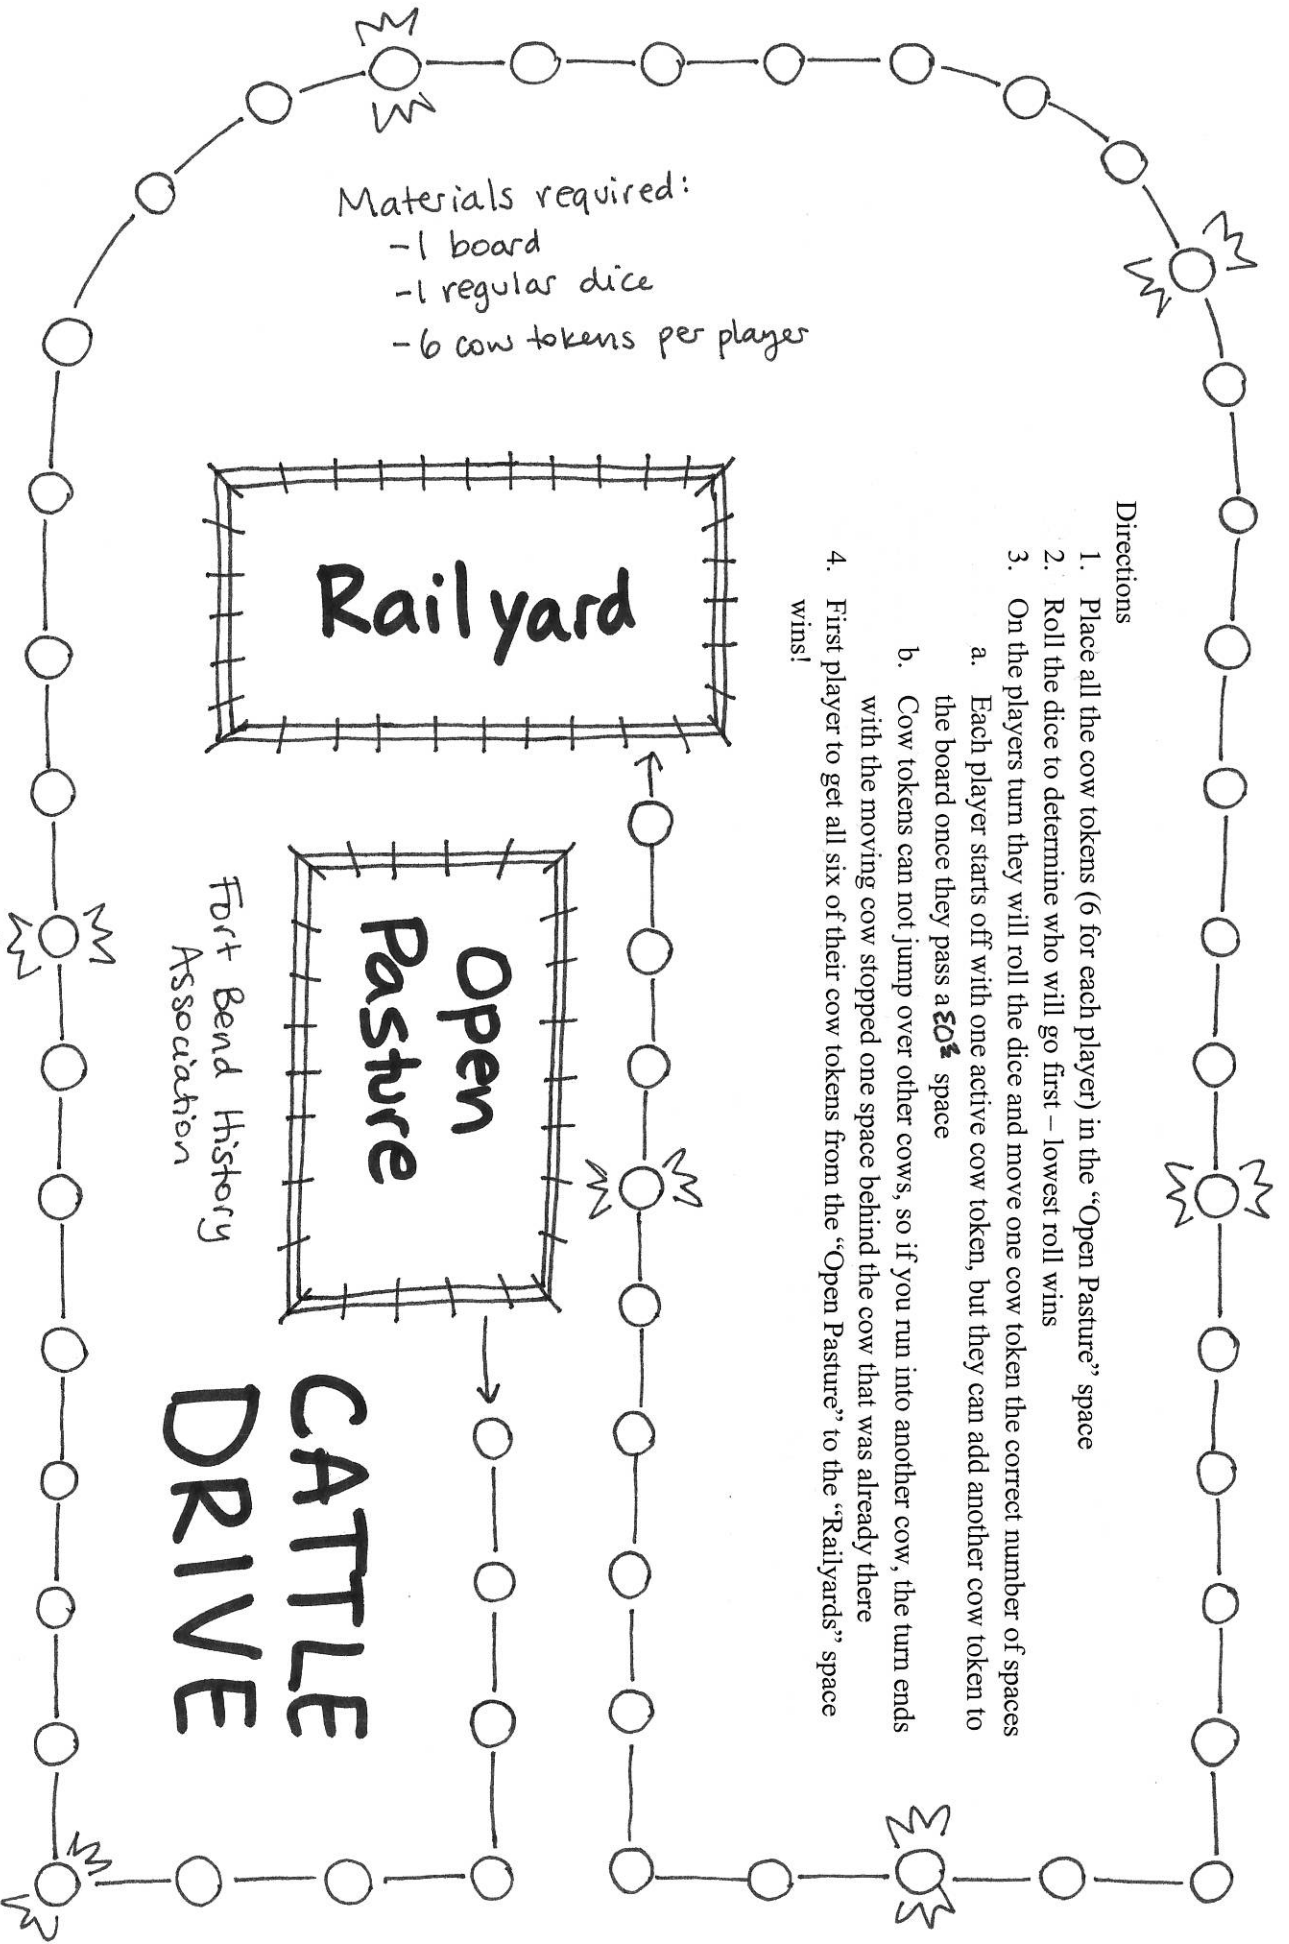 Materials required:
-1 board
-1 regular dice
-6 cow tokens per player
Directions
1. Place all the cow tokens (6 for each player) in the “Open Pasture” space
2. Roll the dice to determine who will go first – lowest roll wins
3. On the players turn they will roll the dice and move one cow token the correct number of spaces
a. Each player starts off with one active cow token, but they can add another cow token to
the board once they pass a space
b. Cow tokens can not jump over other cows, so if you run into another cow, the turn ends
with the moving cow stopped one space behind the cow that was already there
4. First player to get all six of their cow tokens from the “Open Pasture” to the “Railyards” space
wins!
Railyard
Open
Pasture
Fort Bend History
Association
CATTLE
DRIVE